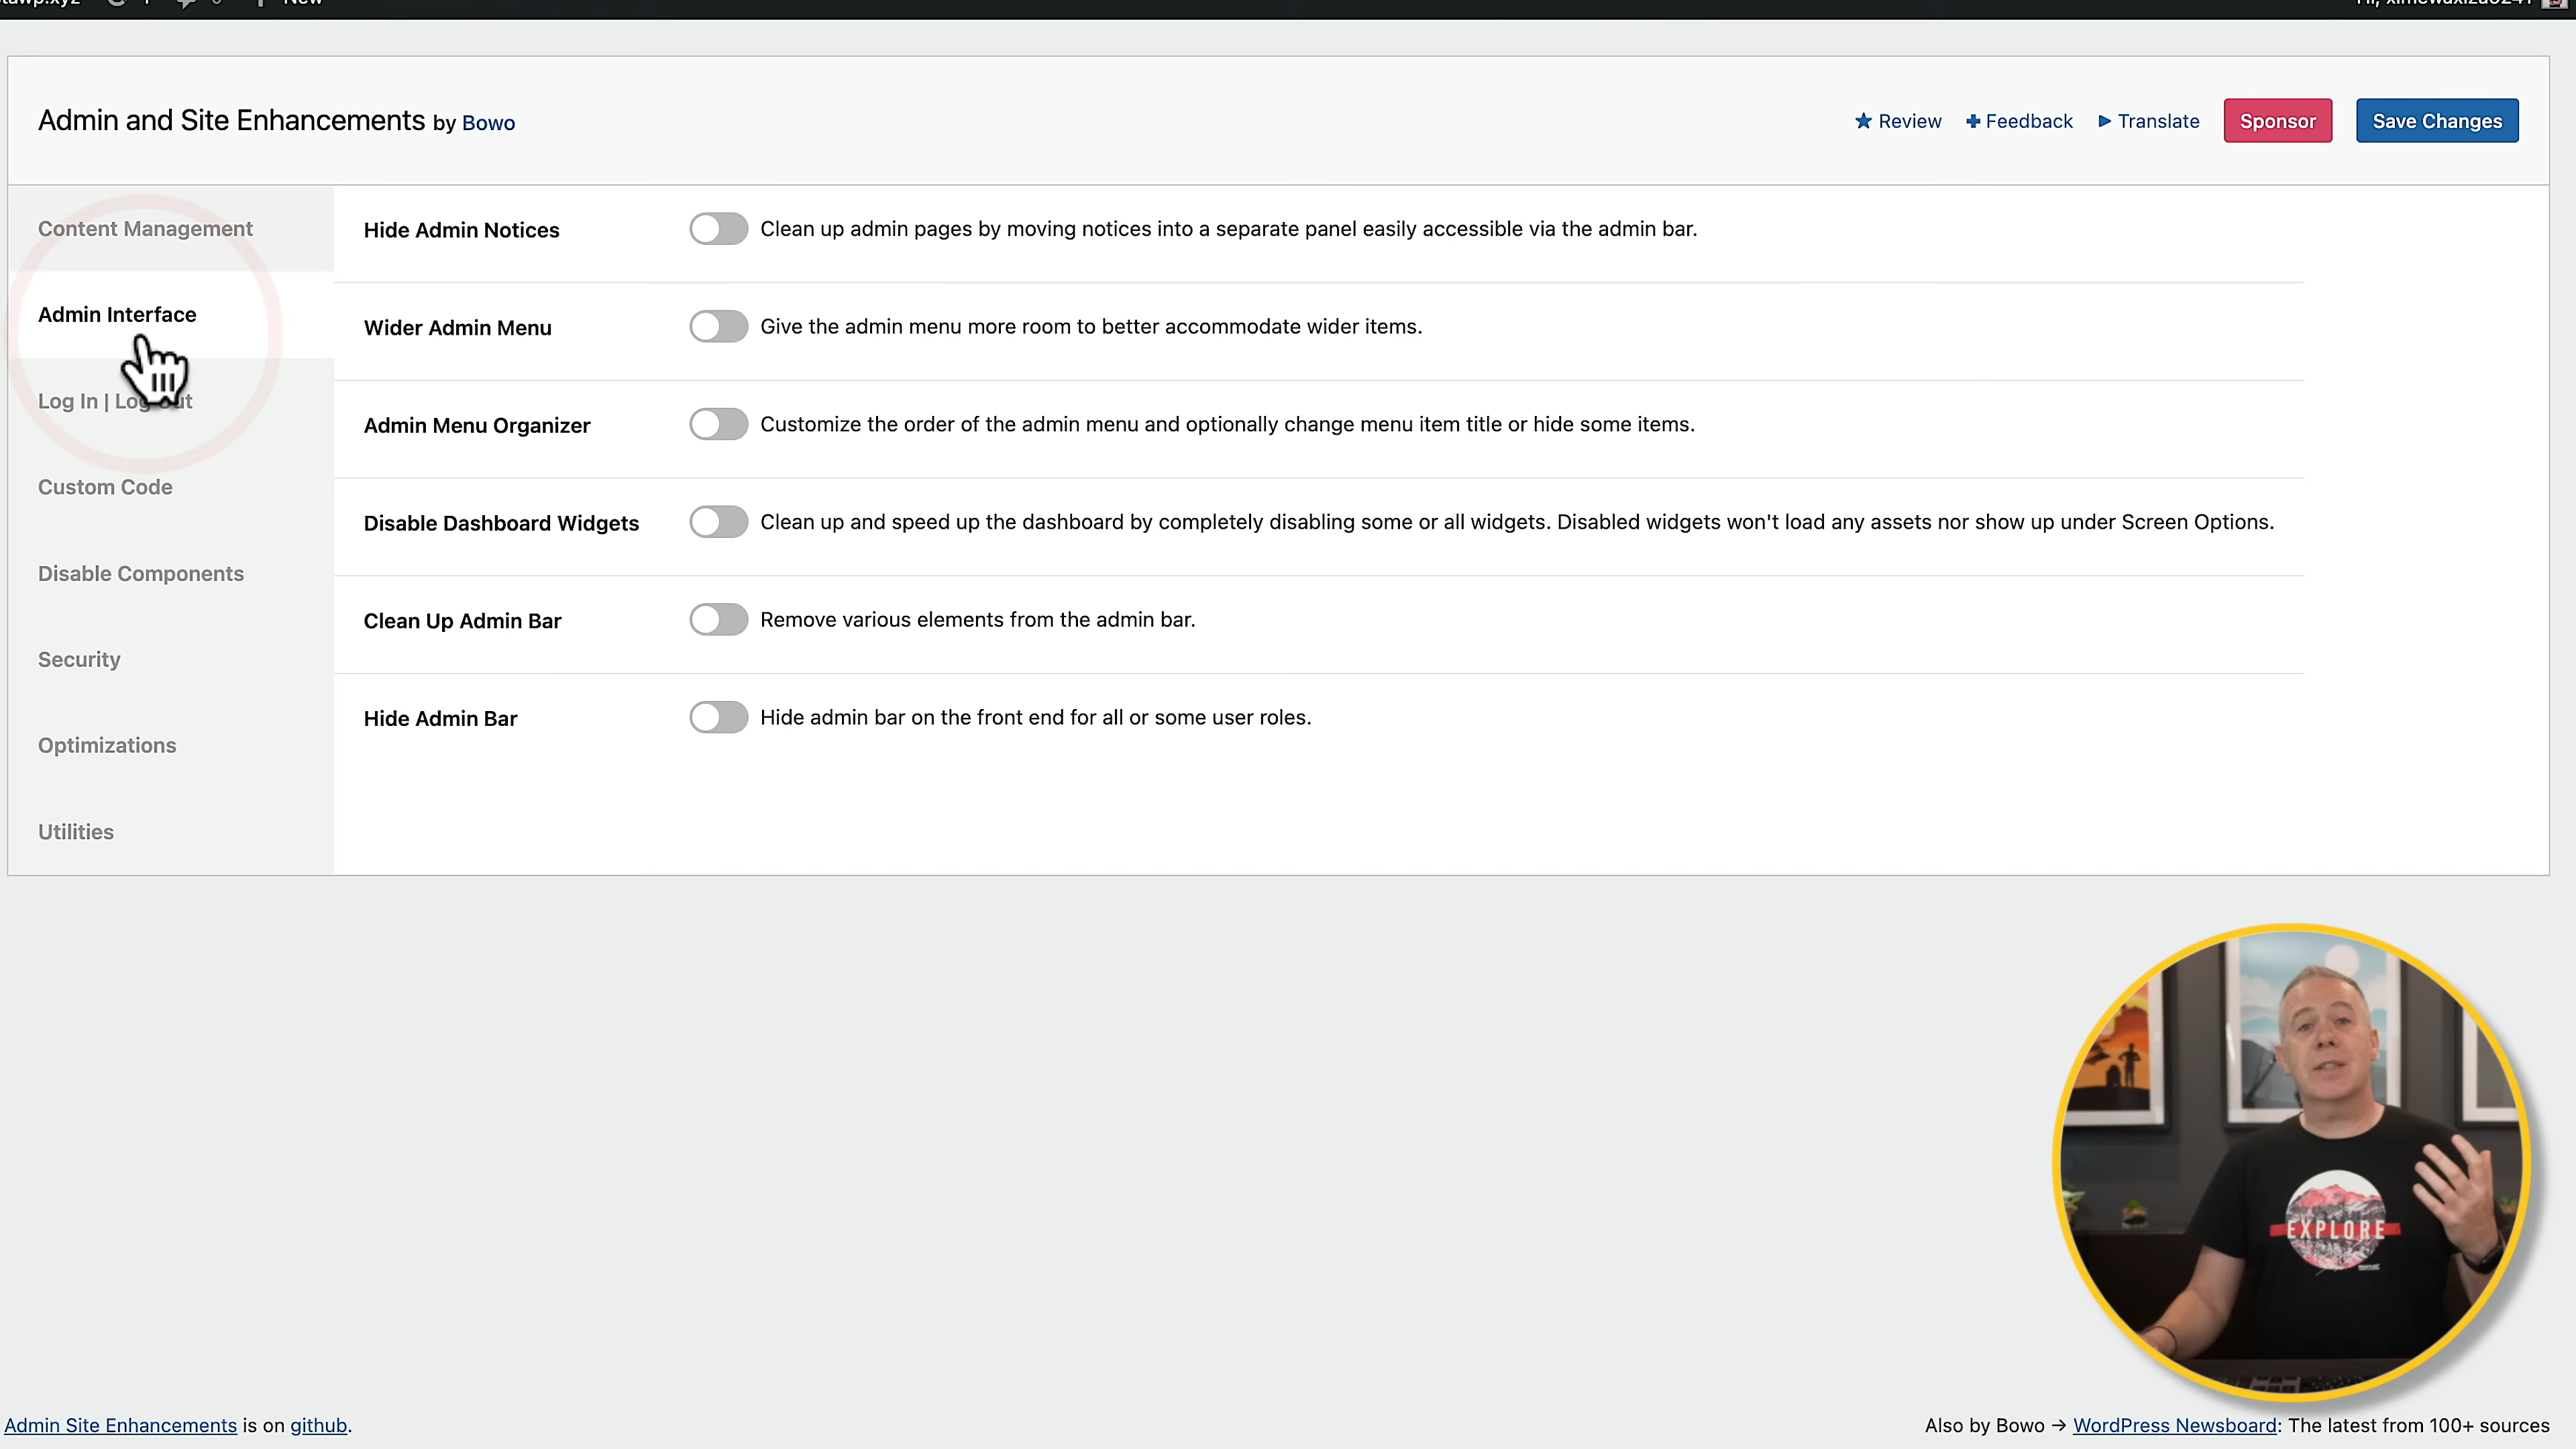 New
Admin and Site Enhancements by Bowo
Review
Feedback
Translate
Sponsor
Save Changes
Content Management
Admin Interface
Log In | Log Out
Custom Code
Disable Components
Security
Optimizations
Utilities
Hide Admin Notices
Clean up admin pages by moving notices into a separate panel easily accessible via the admin bar.
Wider Admin Menu
Give the admin menu more room to better accommodate wider items.
Admin Menu Organizer
Customize the order of the admin menu and optionally change menu item title or hide some items.
Disable Dashboard Widgets
Clean up and speed up the dashboard by completely disabling some or all widgets. Disabled widgets won't load any assets nor show up under Screen Options.
Clean Up Admin Bar
Remove various elements from the admin bar.
Hide Admin Bar
Hide admin bar on the front end for all or some user roles.
EXPLORE
Admin Site Enhancements is on github.
Also by Bowo → WordPress Newsboard: The latest from 100+ sources